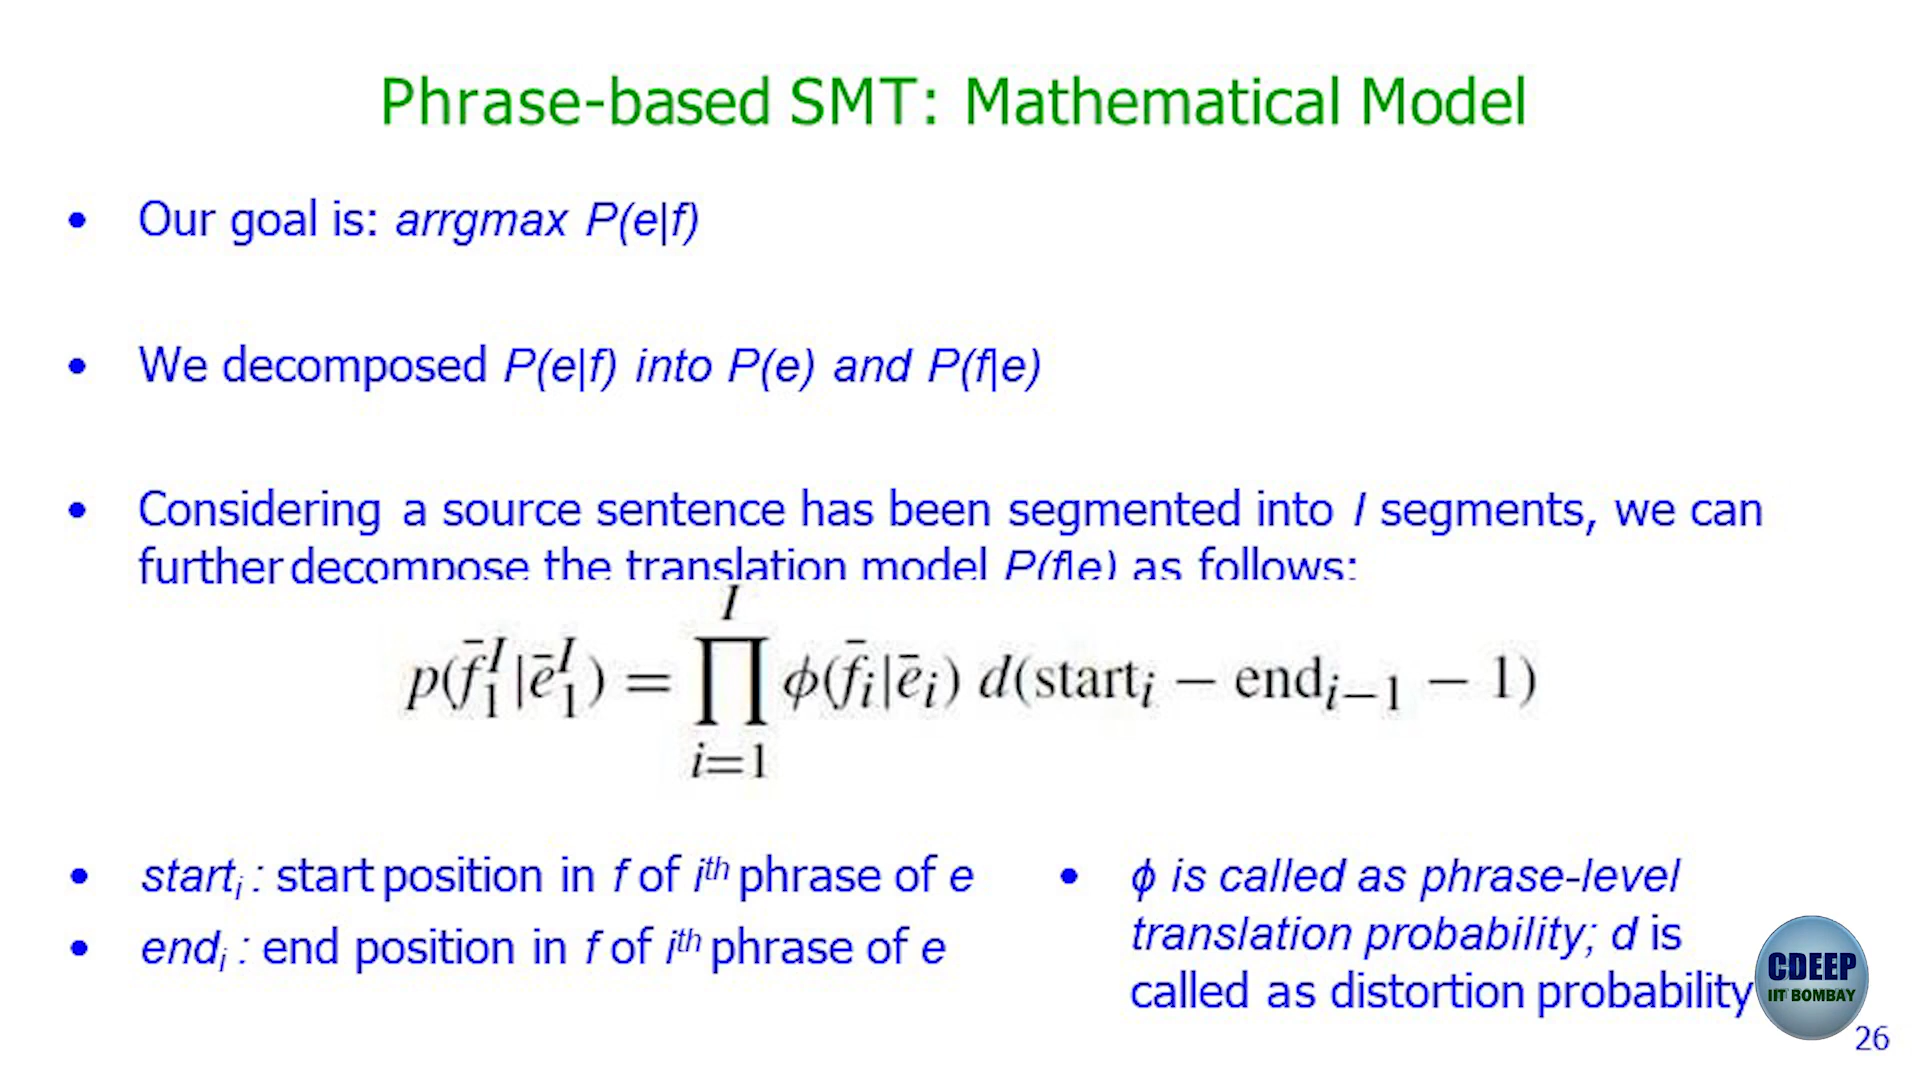 Phrase-based SMT: Mathematical Model
• Our goal is: arrgmax P(e|f)
• We decomposed P(e|f) into P(e) and P(f|e)
• Considering a source sentence has been segmented into I segments, we can
further decompose the translation model P(f|e) as follows:
p(f̄₁ᴵ|ē₁ᴵ) = ∏ᵢ₌₁ᴵ ϕ(f̄ᵢ|ēᵢ) d(startᵢ − endᵢ₋₁ − 1)
• startᵢ : start position in f of iᵗʰ phrase of e
• endᵢ : end position in f of iᵗʰ phrase of e
• ϕ is called as phrase-level
translation probability; d is
called as distortion probability
CDEEP
IIT BOMBAY
26